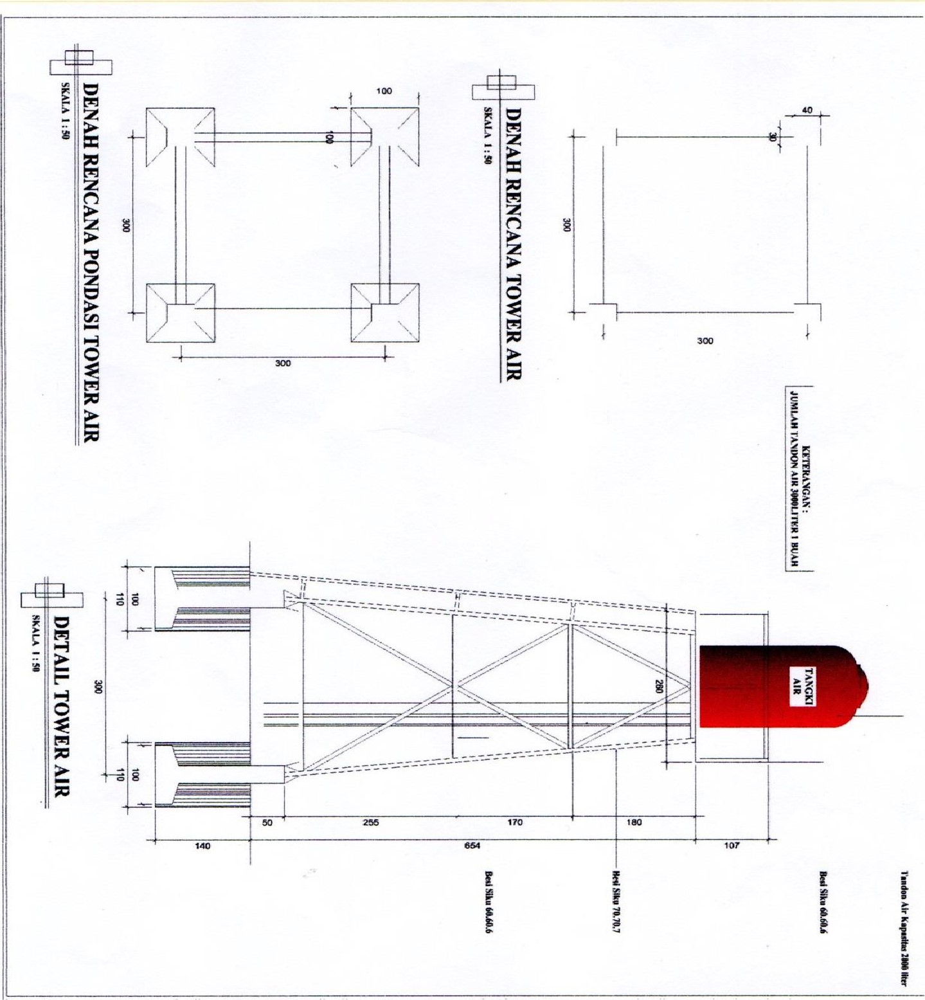 DENAH RENCANA TOWER AIR
SKALA 1 : 50
40
30
300
300
DENAH RENCANA PONDASI TOWER AIR
SKALA 1 : 50
100
100
300
300
KETERANGAN :
JUMLAH TANDON AIR 3000LITER 1 BUAH
DETAIL TOWER AIR
SKALA 1 : 50
TANGKI
AIR
260
100
110
300
100
110
50
255
170
180
140
654
107
Tandon Air Kapasitas 2000 liter
Besi Siku 60.60.6
Besi Siku 70.70.7
Besi Siku 60.60.6